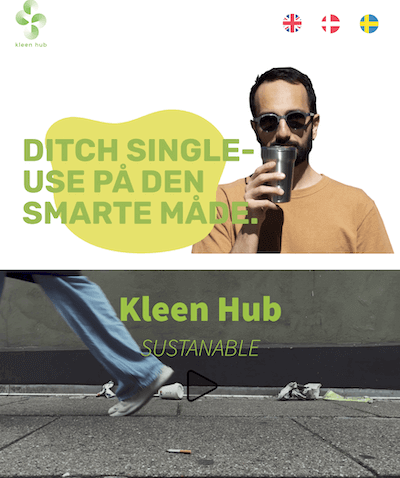 kleen hub
DITCH SINGLE-
USE PÅ DEN
SMARTE MÅDE.
Kleen Hub
SUSTANABLE